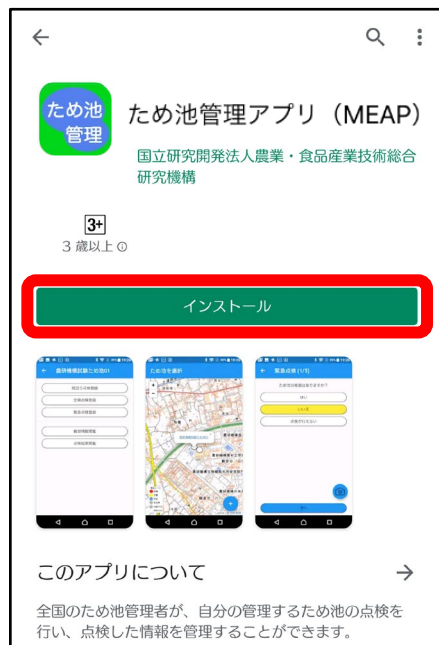 ため池
管理
ため池管理アプリ（MEAP）
国立研究開発法人農業・食品産業技術総合
研究機構
3+
3 歳以上
インストール
ため池を選択
緊急点検 (1/5)
はい
いいえ
このアプリについて
全国のため池管理者が、自分の管理するため池の点検を
行い、点検した情報を管理することができます。